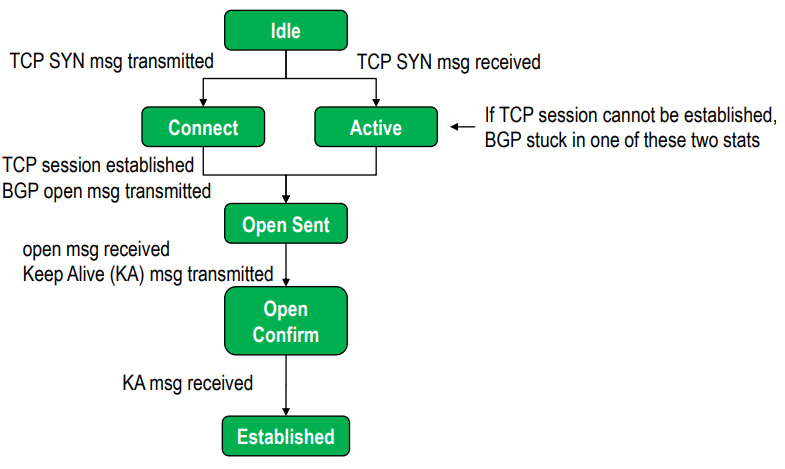 Idle
TCP SYN msg transmitted
TCP SYN msg received
Connect
Active
If TCP session cannot be established,
BGP stuck in one of these two stats
TCP session established
BGP open msg transmitted
Open Sent
open msg received
Keep Alive (KA) msg transmitted
Open
Confirm
KA msg received
Established